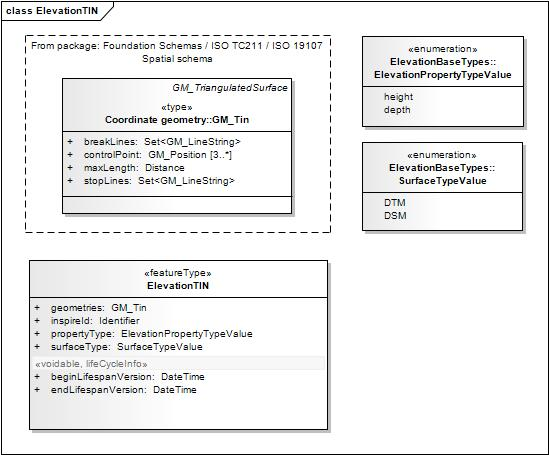 class ElevationTIN
From package: Foundation Schemas / ISO TC211 / ISO 19107
Spatial schema
GM_TriangulatedSurface
«type»
Coordinate geometry::GM_Tin
+ breakLines: Set<GM_LineString>
+ controlPoint: GM_Position [3..*]
+ maxLength: Distance
+ stopLines: Set<GM_LineString>
«enumeration»
ElevationBaseTypes::
ElevationPropertyTypeValue
height
depth
«enumeration»
ElevationBaseTypes::
SurfaceTypeValue
DTM
DSM
«featureType»
ElevationTIN
+ geometries: GM_Tin
+ inspireId: Identifier
+ propertyType: ElevationPropertyTypeValue
+ surfaceType: SurfaceTypeValue
«voidable, lifeCycleInfo»
+ beginLifespanVersion: DateTime
+ endLifespanVersion: DateTime